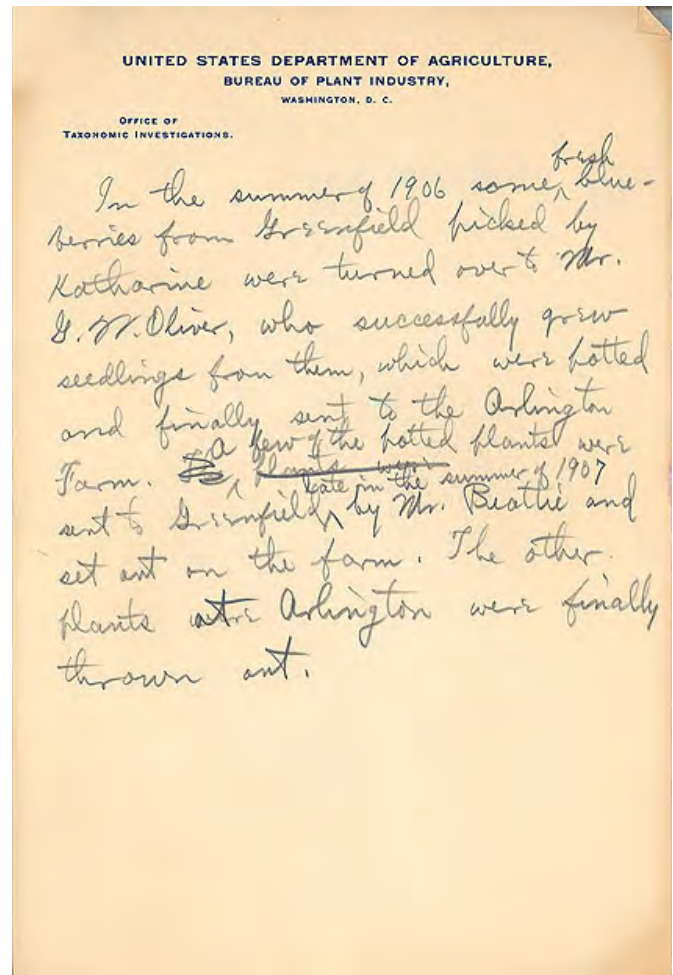 UNITED STATES DEPARTMENT OF AGRICULTURE,
BUREAU OF PLANT INDUSTRY,
WASHINGTON, D. C.
OFFICE OF
TAXONOMIC INVESTIGATIONS.
fresh
In the summer of 1906 some blue-
berries from Greenfield picked by
Katharine were turned over to Mr.
G. W. Oliver, who successfully grew
seedlings from them, which were potted
and finally sent to the Arlington
A few of the potted plants were
Farm. plants were
late in the summer of 1907
sent to Greenfield, by Mr. Beattie and
set out on the farm. The other
plants at Arlington were finally
thrown out.